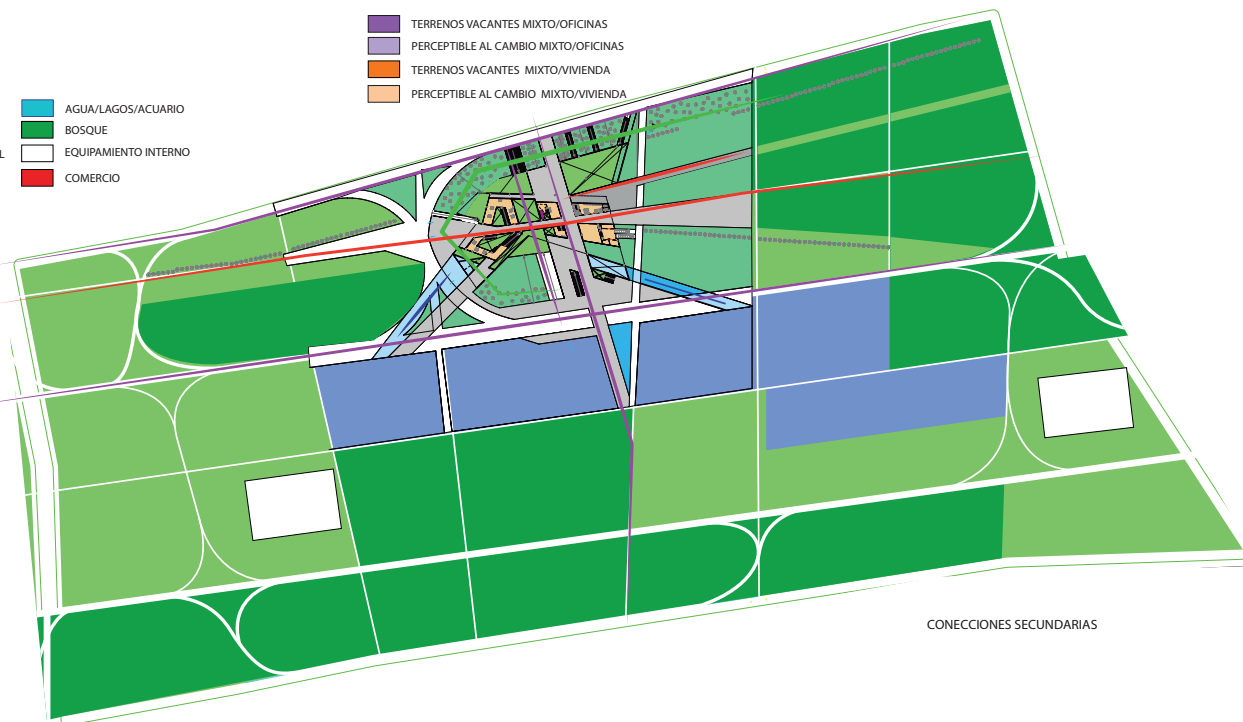 TERRENOS VACANTES MIXTO/OFICINAS
PERCEPTIBLE AL CAMBIO MIXTO/OFICINAS
TERRENOS VACANTES MIXTO/VIVIENDA
PERCEPTIBLE AL CAMBIO MIXTO/VIVIENDA
AGUA/LAGOS/ACUARIO
BOSQUE
L EQUIPAMIENTO INTERNO
COMERCIO
CONECCIONES SECUNDARIAS